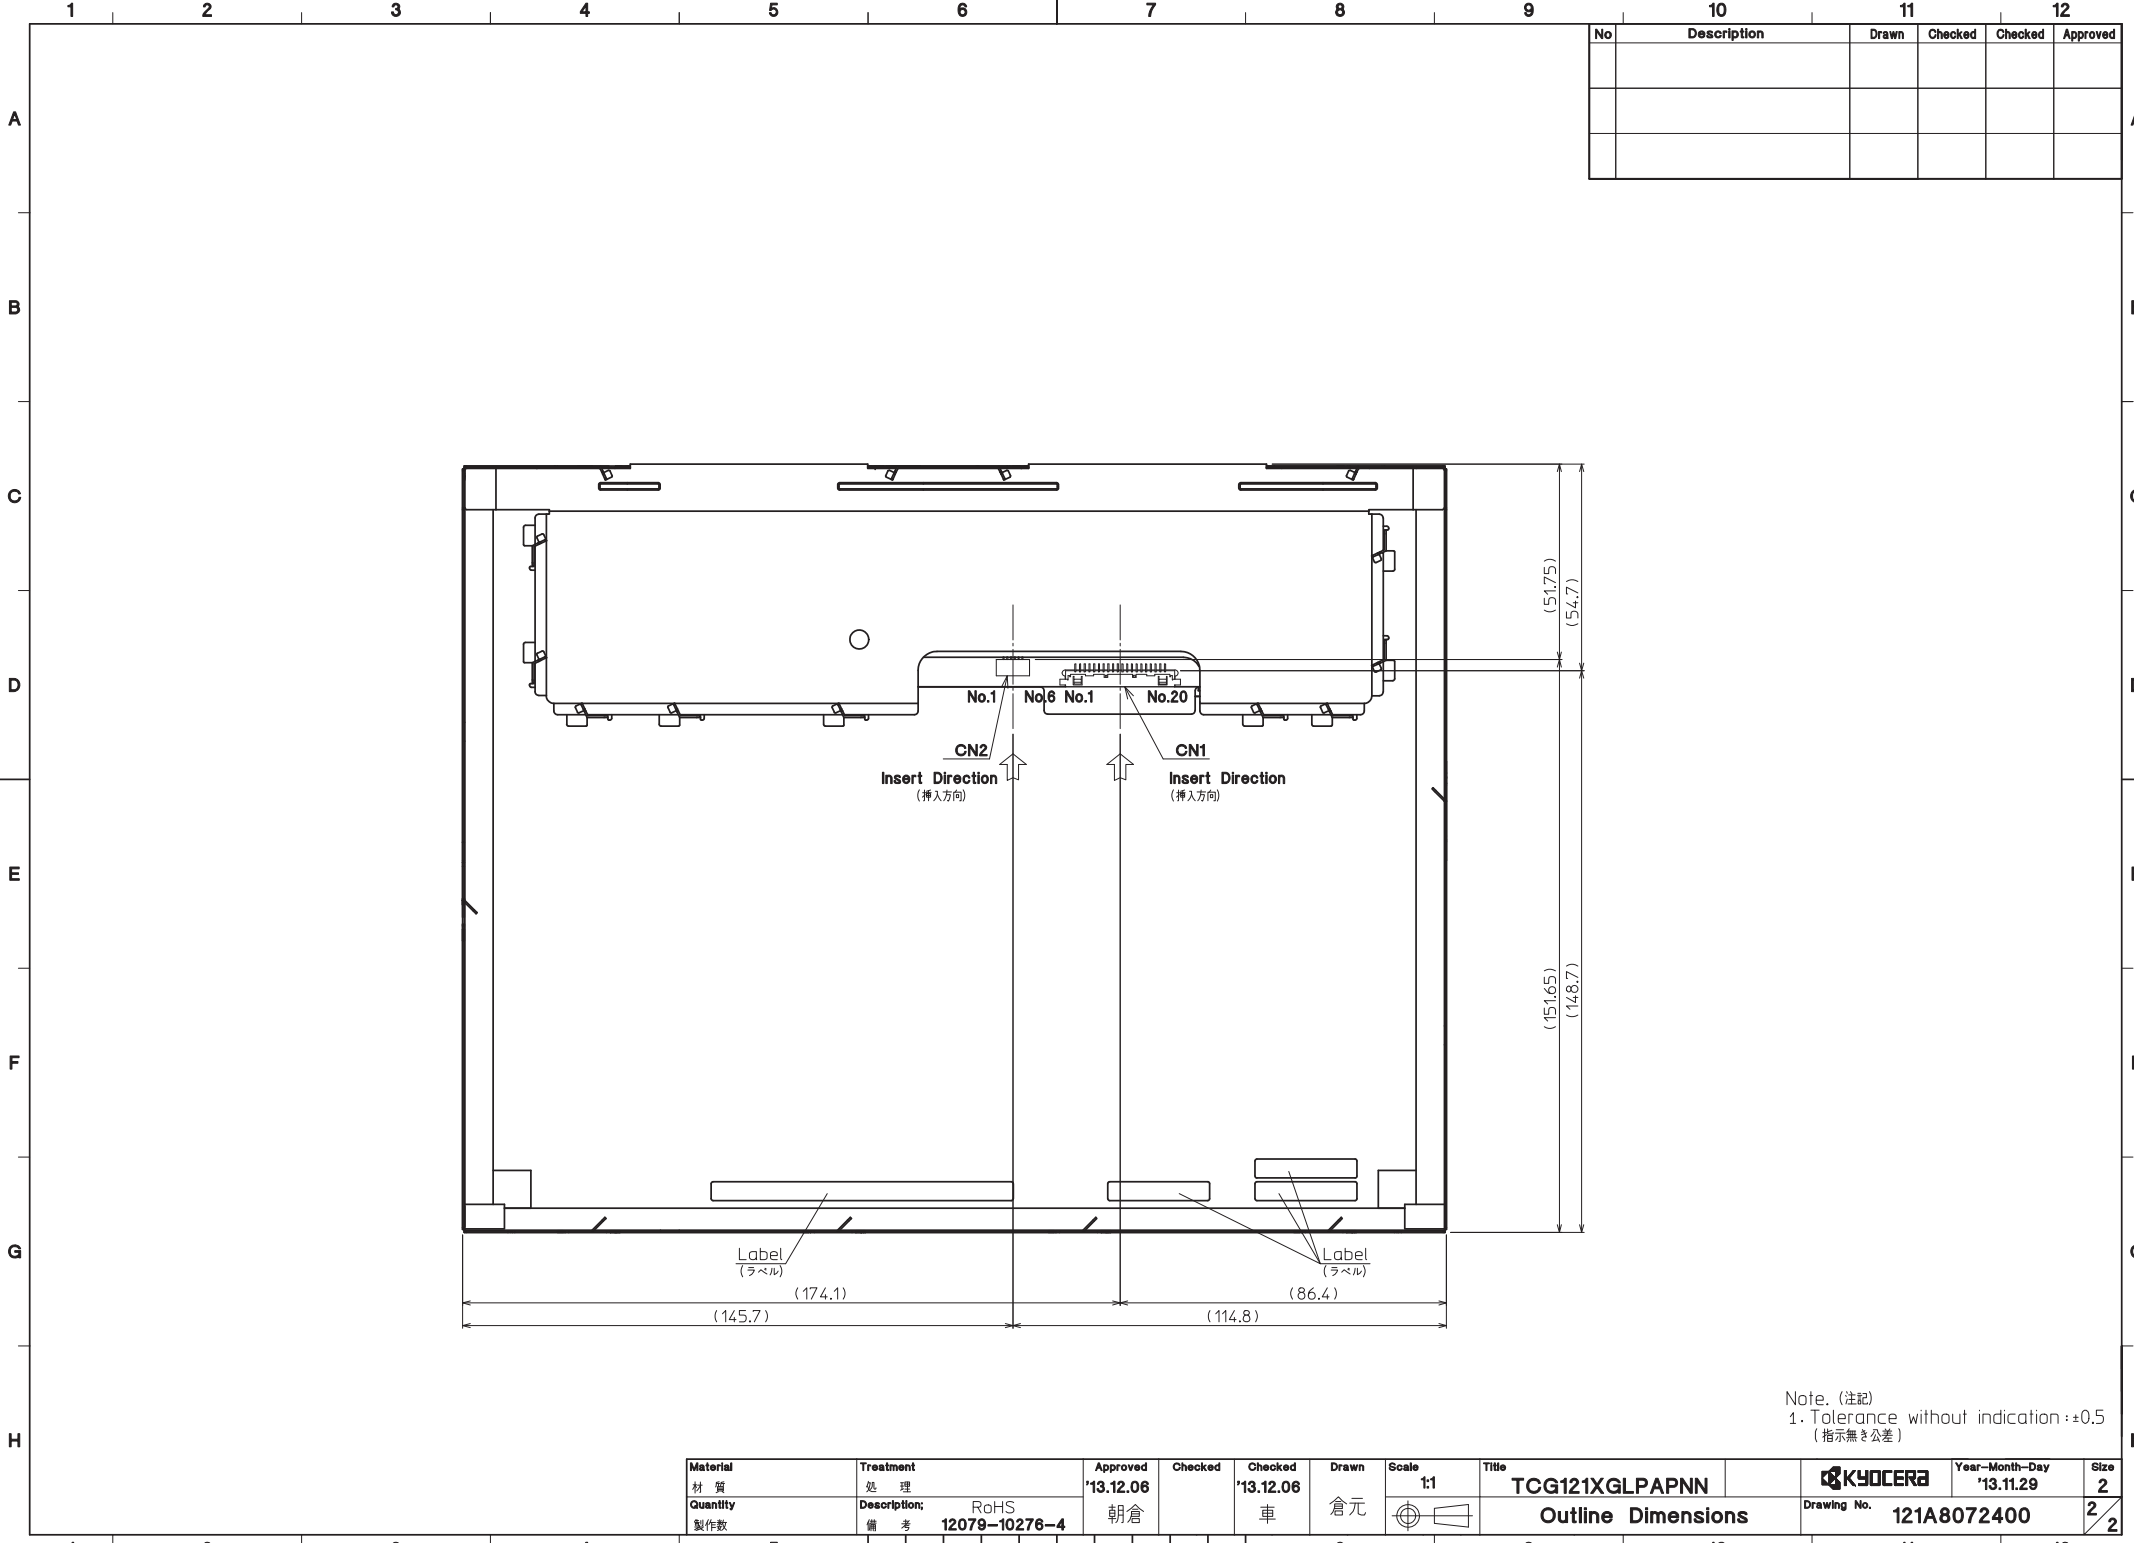 1 2 3 4 5 6 7 8 9 10 11 12
No Description Drawn Checked Checked Approved
A
B
C
D
E
F
G
H
(51.75)
(54.7)
No.1 No.6 No.1 No.20
CN2 CN1
Insert Direction Insert Direction
(挿入方向) (挿入方向)
(151.65)
(148.7)
Label Label
(ラベル) (ラベル)
(174.1) (86.4)
(145.7) (114.8)
Note. (注記)
1. Tolerance without indication : ±0.5
(指示無き公差)
Material Treatment Approved Checked Checked Drawn Scale Title Year-Month-Day Size
材 質 処 理 '13.12.06 '13.12.06 1:1 TCG121XGLPAPNN KYOCERA '13.11.29 2
Quantity Description; RoHS 朝倉 車 倉元 Outline Dimensions Drawing No. 121A8072400 2/2
製作数 備 考 12079-10276-4